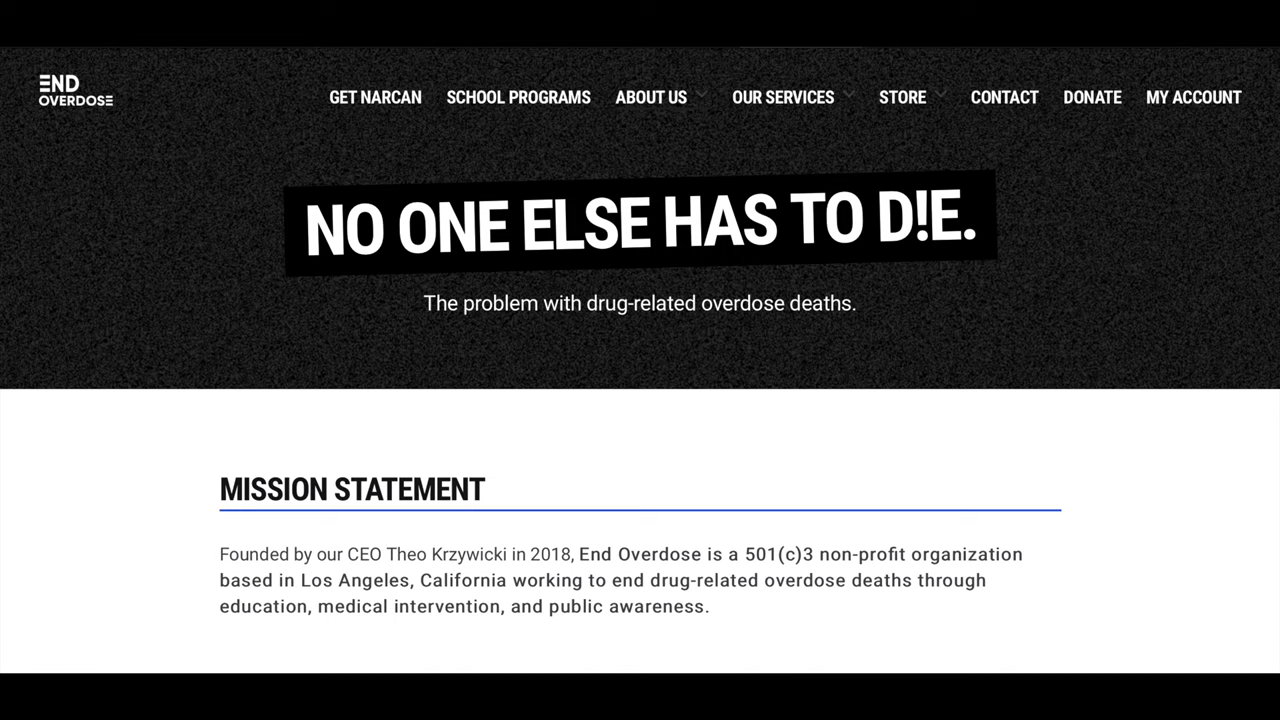 END
OVERDOSE
GET NARCAN SCHOOL PROGRAMS ABOUT US OUR SERVICES STORE CONTACT DONATE MY ACCOUNT
NO ONE ELSE HAS TO D!E.
The problem with drug-related overdose deaths.
MISSION STATEMENT
Founded by our CEO Theo Krzywicki in 2018, End Overdose is a 501(c)3 non-profit organization
based in Los Angeles, California working to end drug-related overdose deaths through
education, medical intervention, and public awareness.